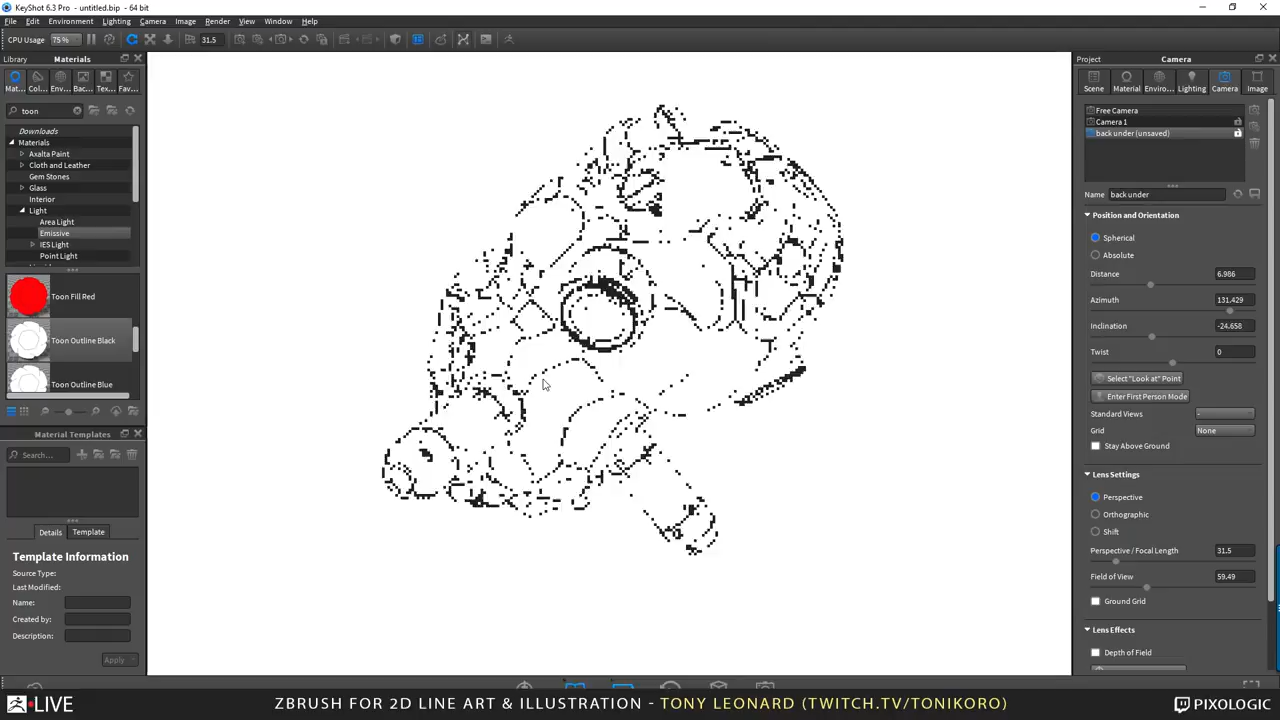 KeyShot 6.3 Pro - untitled.bip - 64 bit
File Edit Environment Lighting Camera Image Render View Window Help
CPU Usage 75 % 31.5
Library Materials
Mat... Col... Env... Bac... Tex... Fav...
toon
Downloads
Materials
Axalta Paint
Cloth and Leather
Gem Stones
Glass
Interior
Light
Area Light
Emissive
IES Light
Point Light
Toon Fill Red
Toon Outline Black
Toon Outline Blue
Material Templates
Search...
Details Template
Template Information
Source Type:
Last Modified:
Name:
Created by:
Description:
Apply
Project Camera
Scene Material Enviro... Lighting Camera Image
Free Camera
Camera 1
back under (unsaved)
Name back under
Position and Orientation
Spherical
Absolute
Distance 6.986
Azimuth 131.429
Inclination -24.658
Twist 0
Select "Look at" Point
Enter First Person Mode
Standard Views -
Grid None
Stay Above Ground
Lens Settings
Perspective
Orthographic
Shift
Perspective / Focal Length 31.5
Field of View 59.49
Ground Grid
Lens Effects
Depth of Field
LIVE ZBRUSH FOR 2D LINE ART & ILLUSTRATION - TONY LEONARD (TWITCH.TV/TONIKORO) PIXOLOGIC